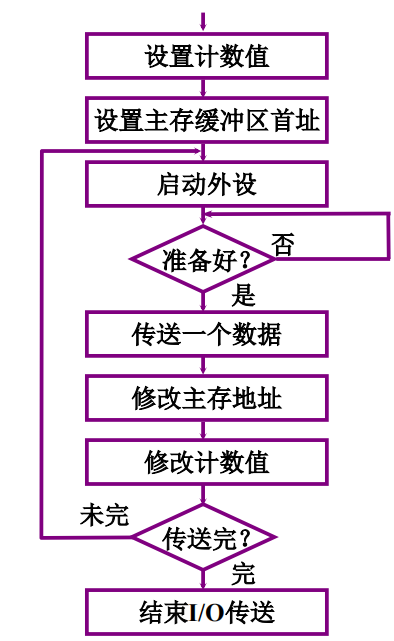 设置计数值
设置主存缓冲区首址
启动外设
准备好?
否
是
传送一个数据
修改主存地址
修改计数值
未完
传送完?
完
结束I/O传送